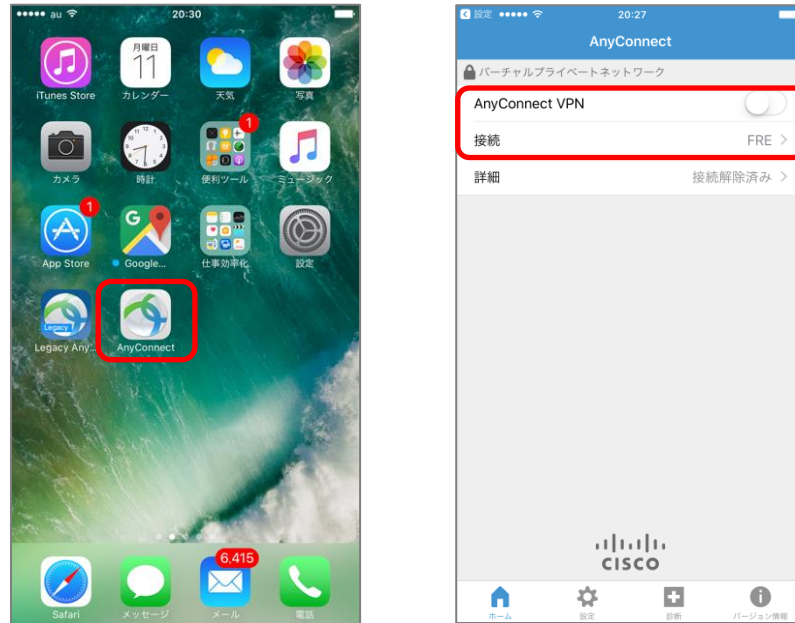 au 20:30
月曜日
11
iTunes Store カレンダー 天気 写真
12
1
カメラ 時計 便利ツール ミュージック
1
G
App Store Google... 仕事効率化 設定
Legacy
Legacy Any... AnyConnect
6,415
Safari メッセージ メール 電話
設定 20:27
AnyConnect
バーチャルプライベートネットワーク
AnyConnect VPN
接続 FRE
詳細 接続解除済み
CISCO
ホーム 設定 診断 バージョン情報